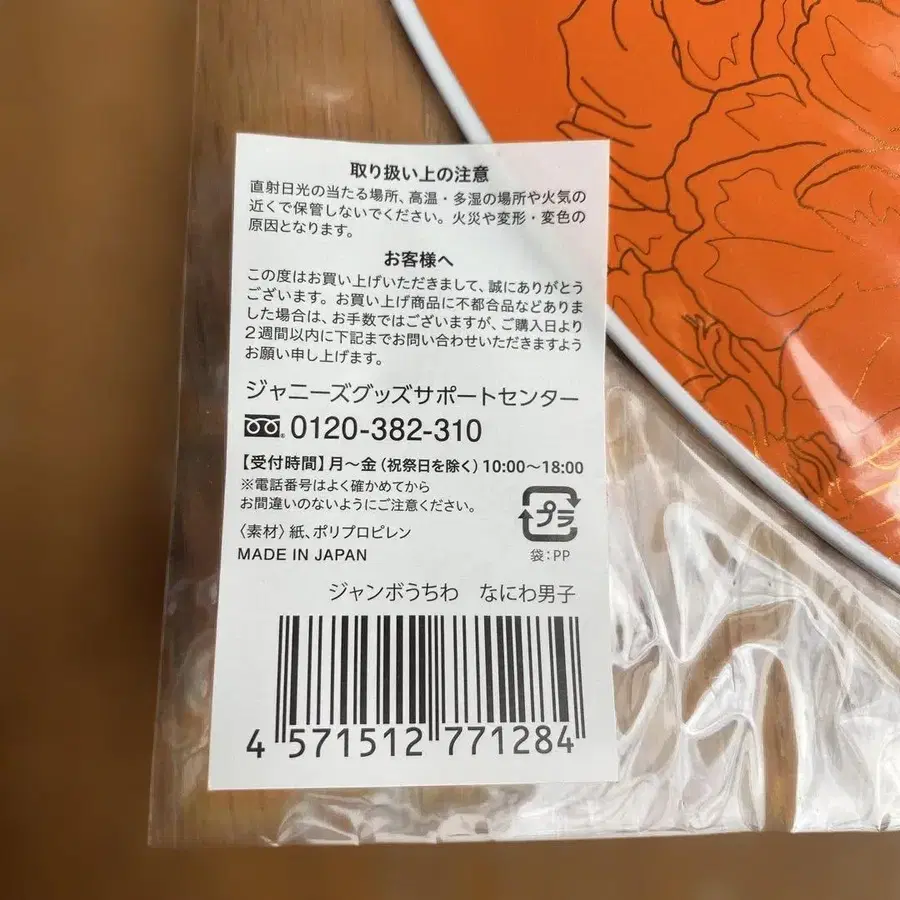 取り扱い上の注意
直射日光の当たる場所、高温・多湿の場所や火気の
近くで保管しないでください。火災や変形・変色の
原因となります。
お客様へ
この度はお買い上げいただきまして、誠にありがとう
ございます。お買い上げ商品に不都合品などありま
した場合は、お手数ではございますが、ご購入日より
2週間以内に下記までお問い合わせいただきますよう
お願い申し上げます。
ジャニーズグッズサポートセンター
0120-382-310
【受付時間】月〜金（祝祭日を除く）10:00〜18:00
※電話番号はよく確かめてから
お間違いのないようにご注意ください。
プラ
〈素材〉紙、ポリプロピレン
袋:PP
MADE IN JAPAN
ジャンボうちわ　なにわ男子
4 571512 771284